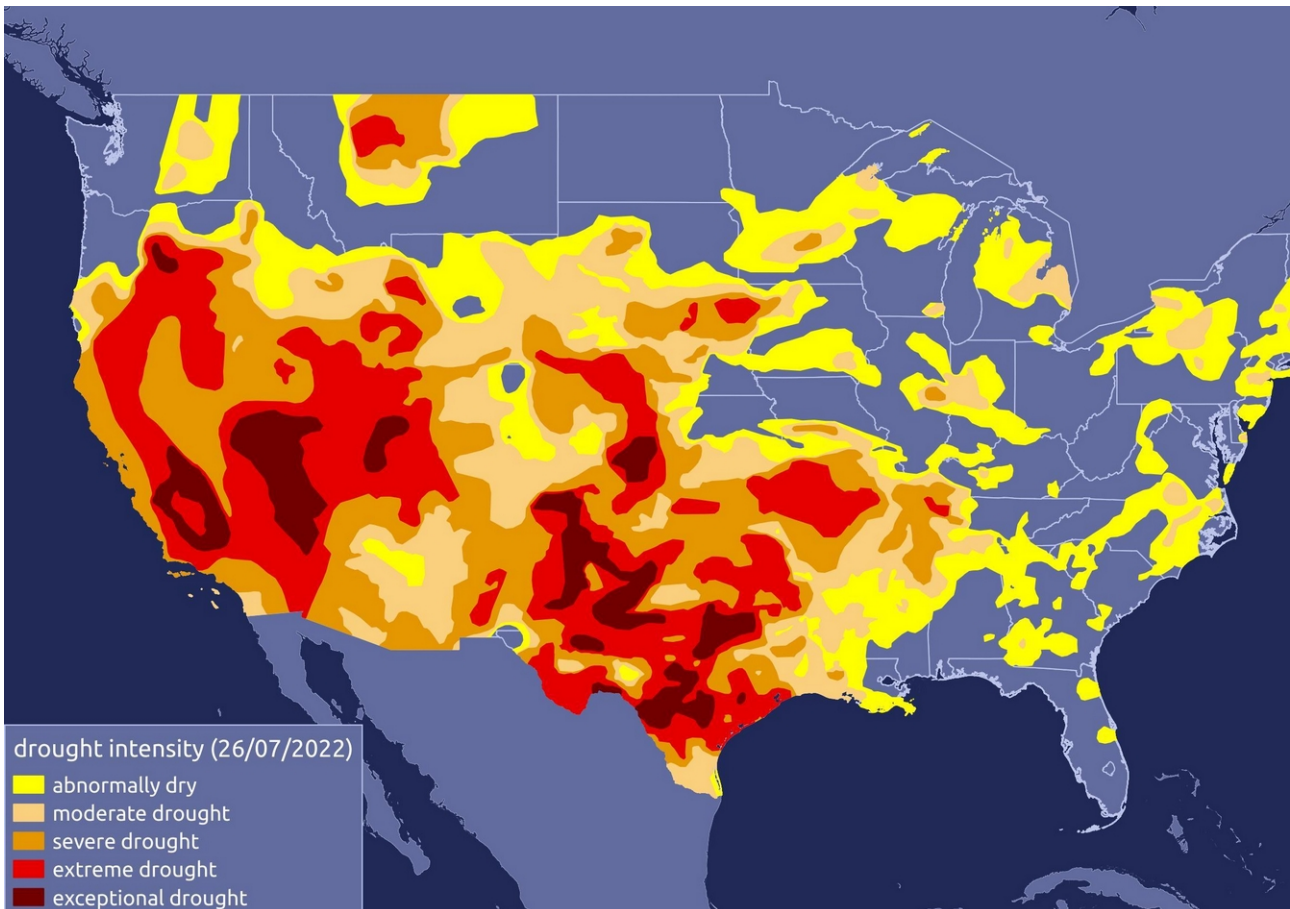 drought intensity (26/07/2022)
abnormally dry
moderate drought
severe drought
extreme drought
exceptional drought